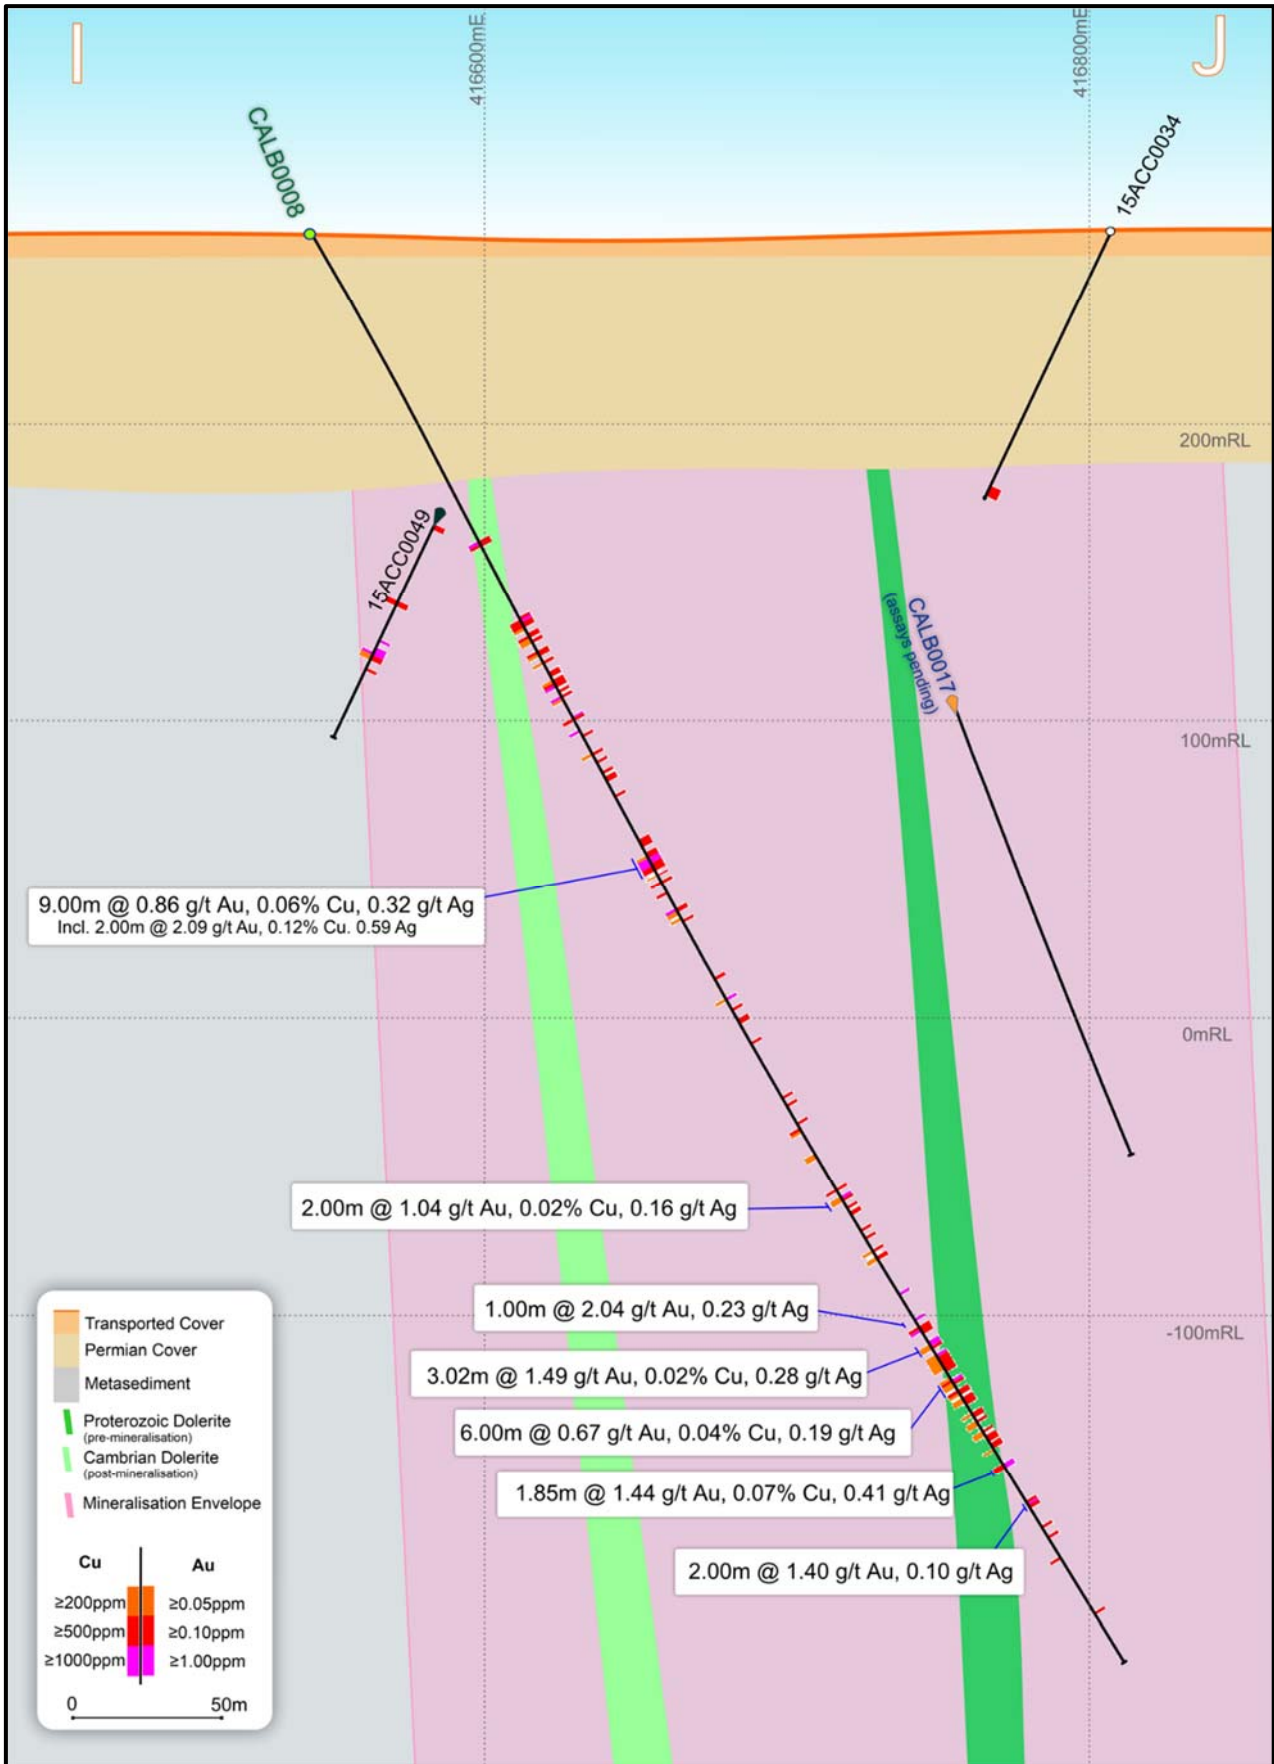 I
416600mE
416800mE
J
CALB0008
15ACC0034
200mRL
15ACC0049
CALB0017
(assays pending)
100mRL
9.00m @ 0.86 g/t Au, 0.06% Cu, 0.32 g/t Ag
Incl. 2.00m @ 2.09 g/t Au, 0.12% Cu. 0.59 Ag
0mRL
2.00m @ 1.04 g/t Au, 0.02% Cu, 0.16 g/t Ag
1.00m @ 2.04 g/t Au, 0.23 g/t Ag
-100mRL
3.02m @ 1.49 g/t Au, 0.02% Cu, 0.28 g/t Ag
6.00m @ 0.67 g/t Au, 0.04% Cu, 0.19 g/t Ag
1.85m @ 1.44 g/t Au, 0.07% Cu, 0.41 g/t Ag
2.00m @ 1.40 g/t Au, 0.10 g/t Ag
Transported Cover
Permian Cover
Metasediment
Proterozoic Dolerite
(pre-mineralisation)
Cambrian Dolerite
(post-mineralisation)
Mineralisation Envelope
Cu Au
≥200ppm ≥0.05ppm
≥500ppm ≥0.10ppm
≥1000ppm ≥1.00ppm
0 50m